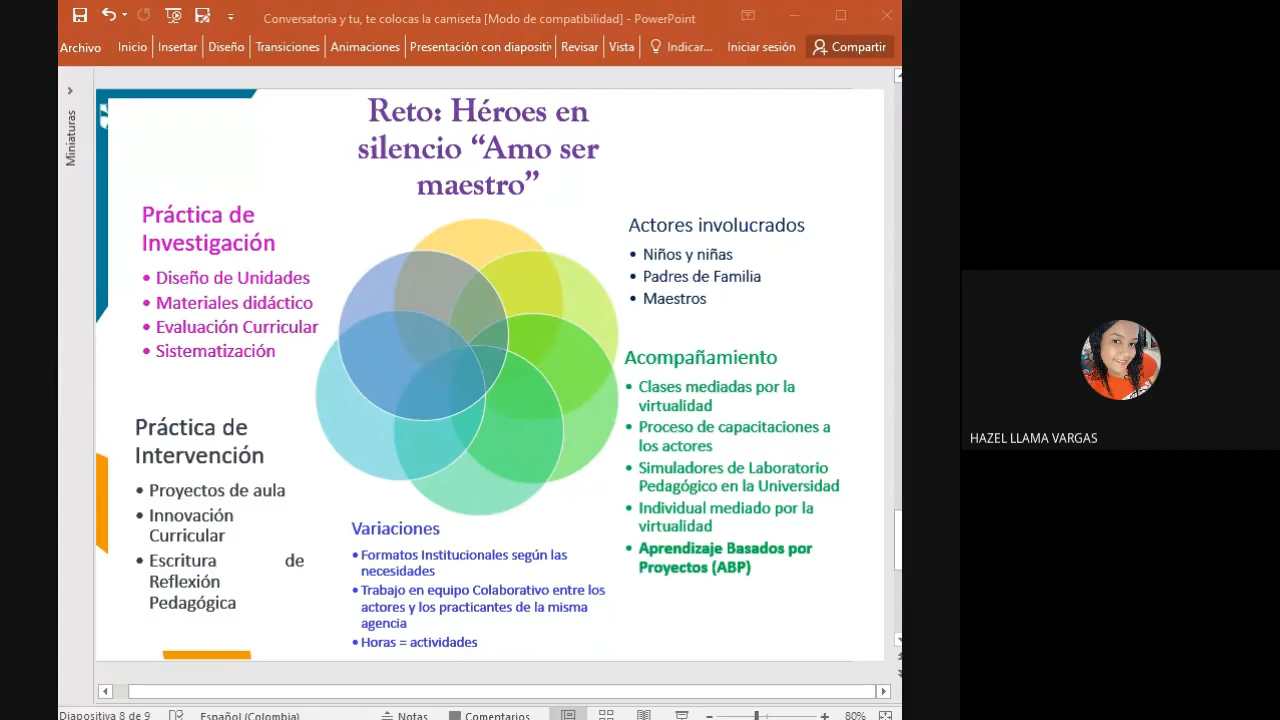 Conversatoria y tu, te colocas la camiseta [Modo de compatibilidad] - PowerPoint
Archivo Inicio Insertar Diseño Transiciones Animaciones Presentación con diapositi Revisar Vista Indicar... Iniciar sesión Compartir
Miniaturas
Reto: Héroes en
silencio “Amo ser
maestro”
Práctica de
Investigación
• Diseño de Unidades
• Materiales didáctico
• Evaluación Curricular
• Sistematización
Práctica de
Intervención
• Proyectos de aula
• Innovación
Curricular
• Escritura de
Reflexión
Pedagógica
Variaciones
• Formatos Institucionales según las
necesidades
• Trabajo en equipo Colaborativo entre los
actores y los practicantes de la misma
agencia
• Horas = actividades
Actores involucrados
• Niños y niñas
• Padres de Familia
• Maestros
Acompañamiento
• Clases mediadas por la
virtualidad
• Proceso de capacitaciones a
los actores
• Simuladores de Laboratorio
Pedagógico en la Universidad
• Individual mediado por la
virtualidad
• Aprendizaje Basados por
Proyectos (ABP)
HAZEL LLAMA VARGAS
Diapositiva 8 de 9 Español (Colombia) Notas Comentarios 80%